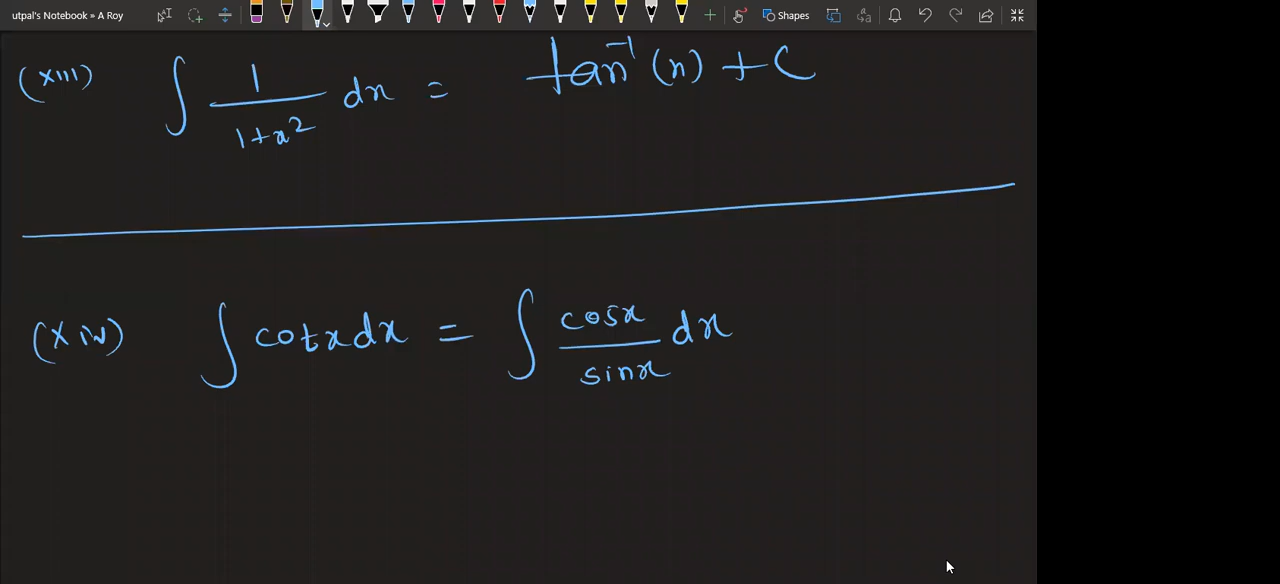 utpal's Notebook » A Roy Shapes
(XIII) ∫ 1/(1+x²) dx = tan⁻¹(x) + C
(XIV) ∫ cotx dx = ∫ cosx/sinx dx